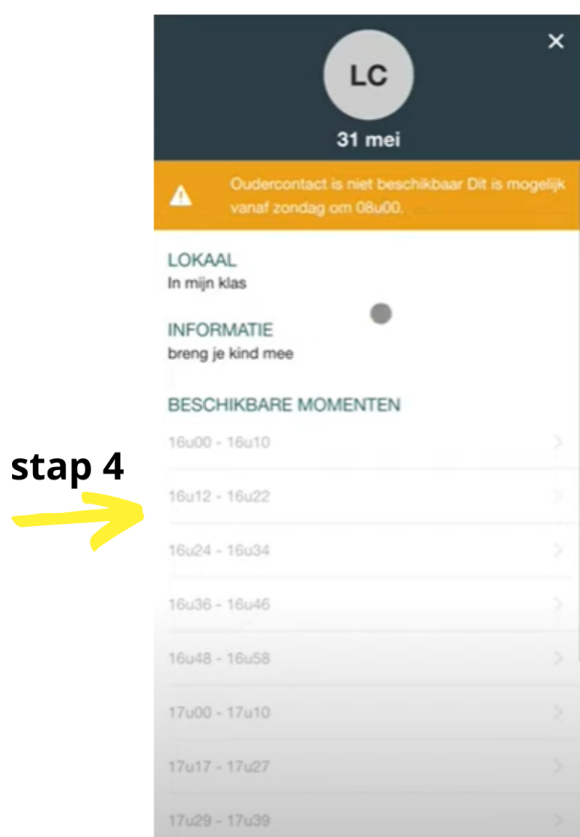 LC
31 mei
Oudercontact is niet beschikbaar Dit is mogelijk
vanaf zondag om 08u00.
LOKAAL
In mijn klas
INFORMATIE
breng je kind mee
BESCHIKBARE MOMENTEN
16u00 - 16u10
stap 4
16u12 - 16u22
16u24 - 16u34
16u36 - 16u46
16u48 - 16u58
17u00 - 17u10
17u17 - 17u27
17u29 - 17u39